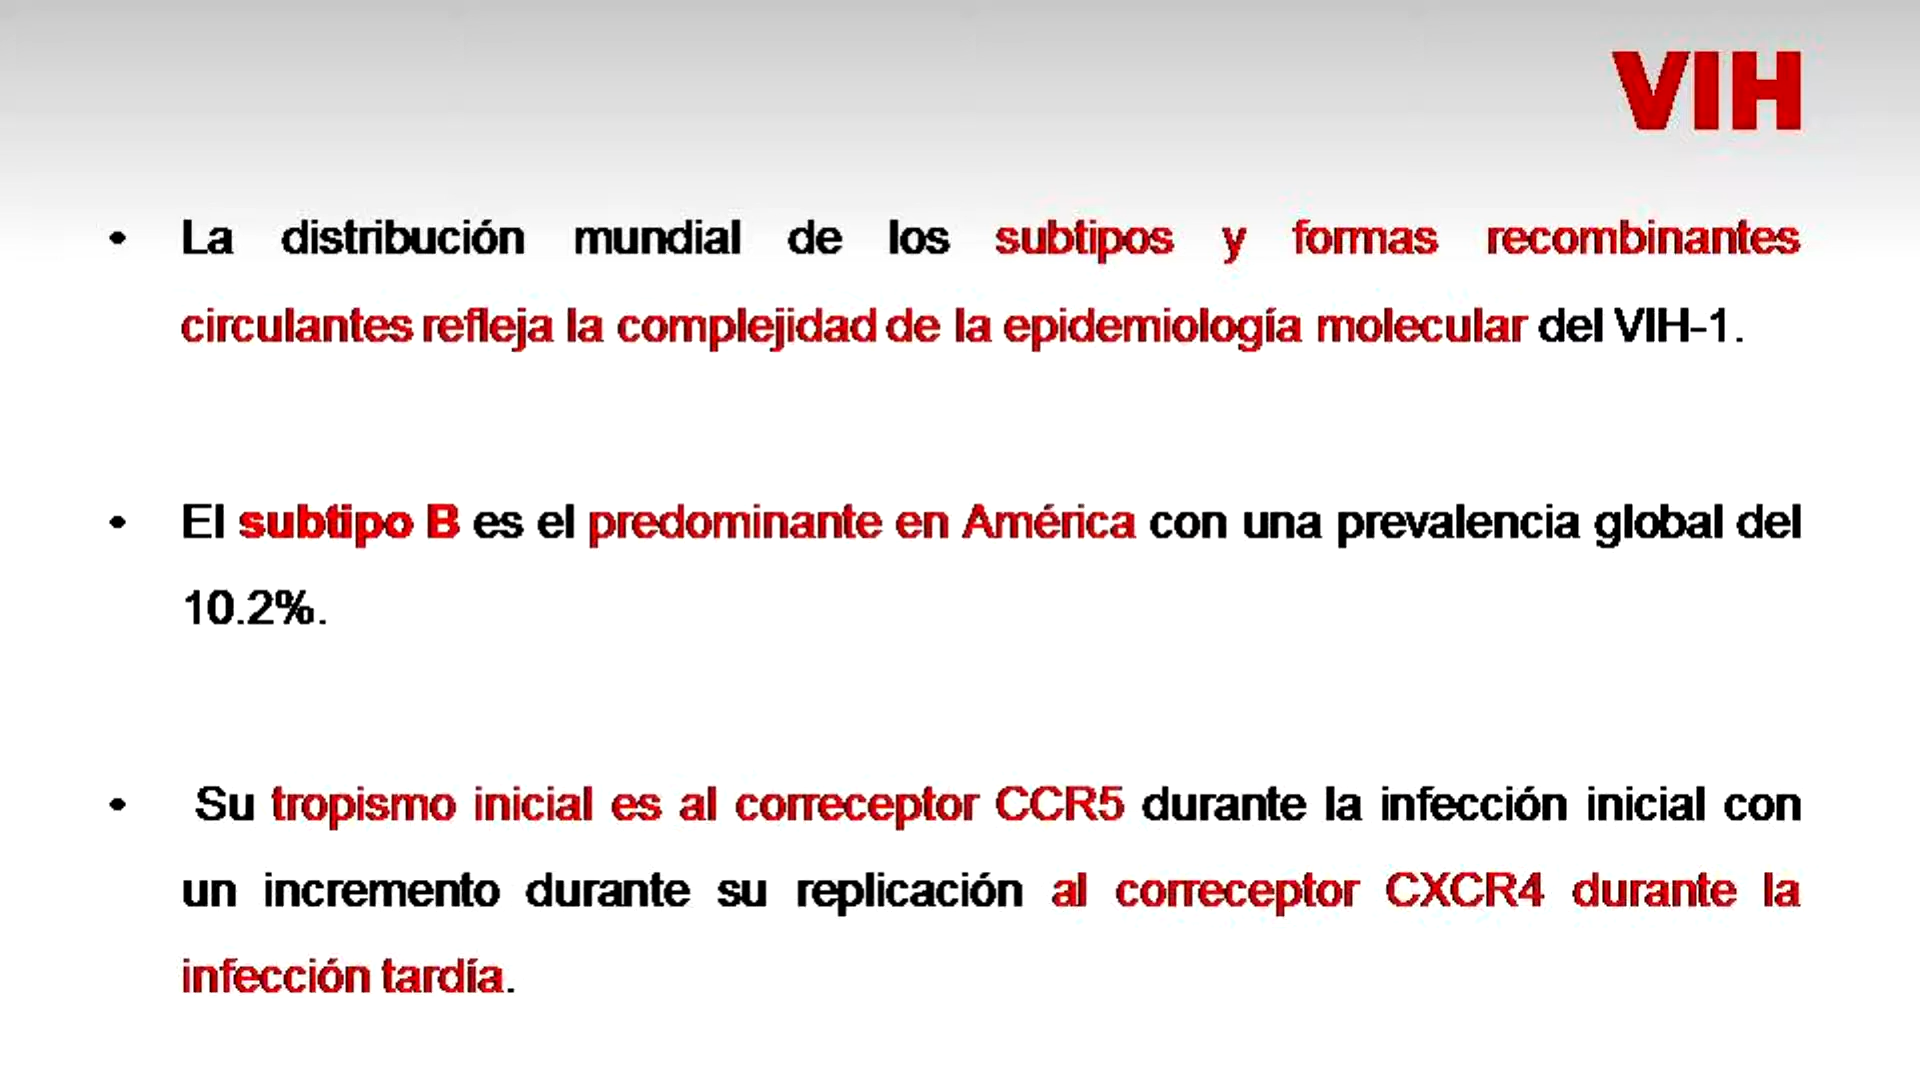 VIH
• La distribución mundial de los subtipos y formas recombinantes
circulantes refleja la complejidad de la epidemiología molecular del VIH-1.
• El subtipo B es el predominante en América con una prevalencia global del
10.2%.
• Su tropismo inicial es al correceptor CCR5 durante la infección inicial con
un incremento durante su replicación al correceptor CXCR4 durante la
infección tardía.